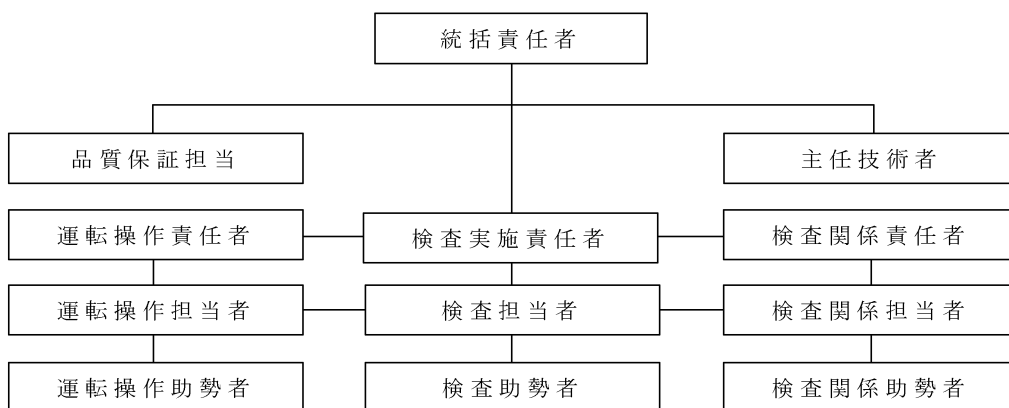 統括責任者
品質保証担当
主任技術者
運転操作責任者
検査実施責任者
検査関係責任者
運転操作担当者
検査担当者
検査関係担当者
運転操作助勢者
検査助勢者
検査関係助勢者